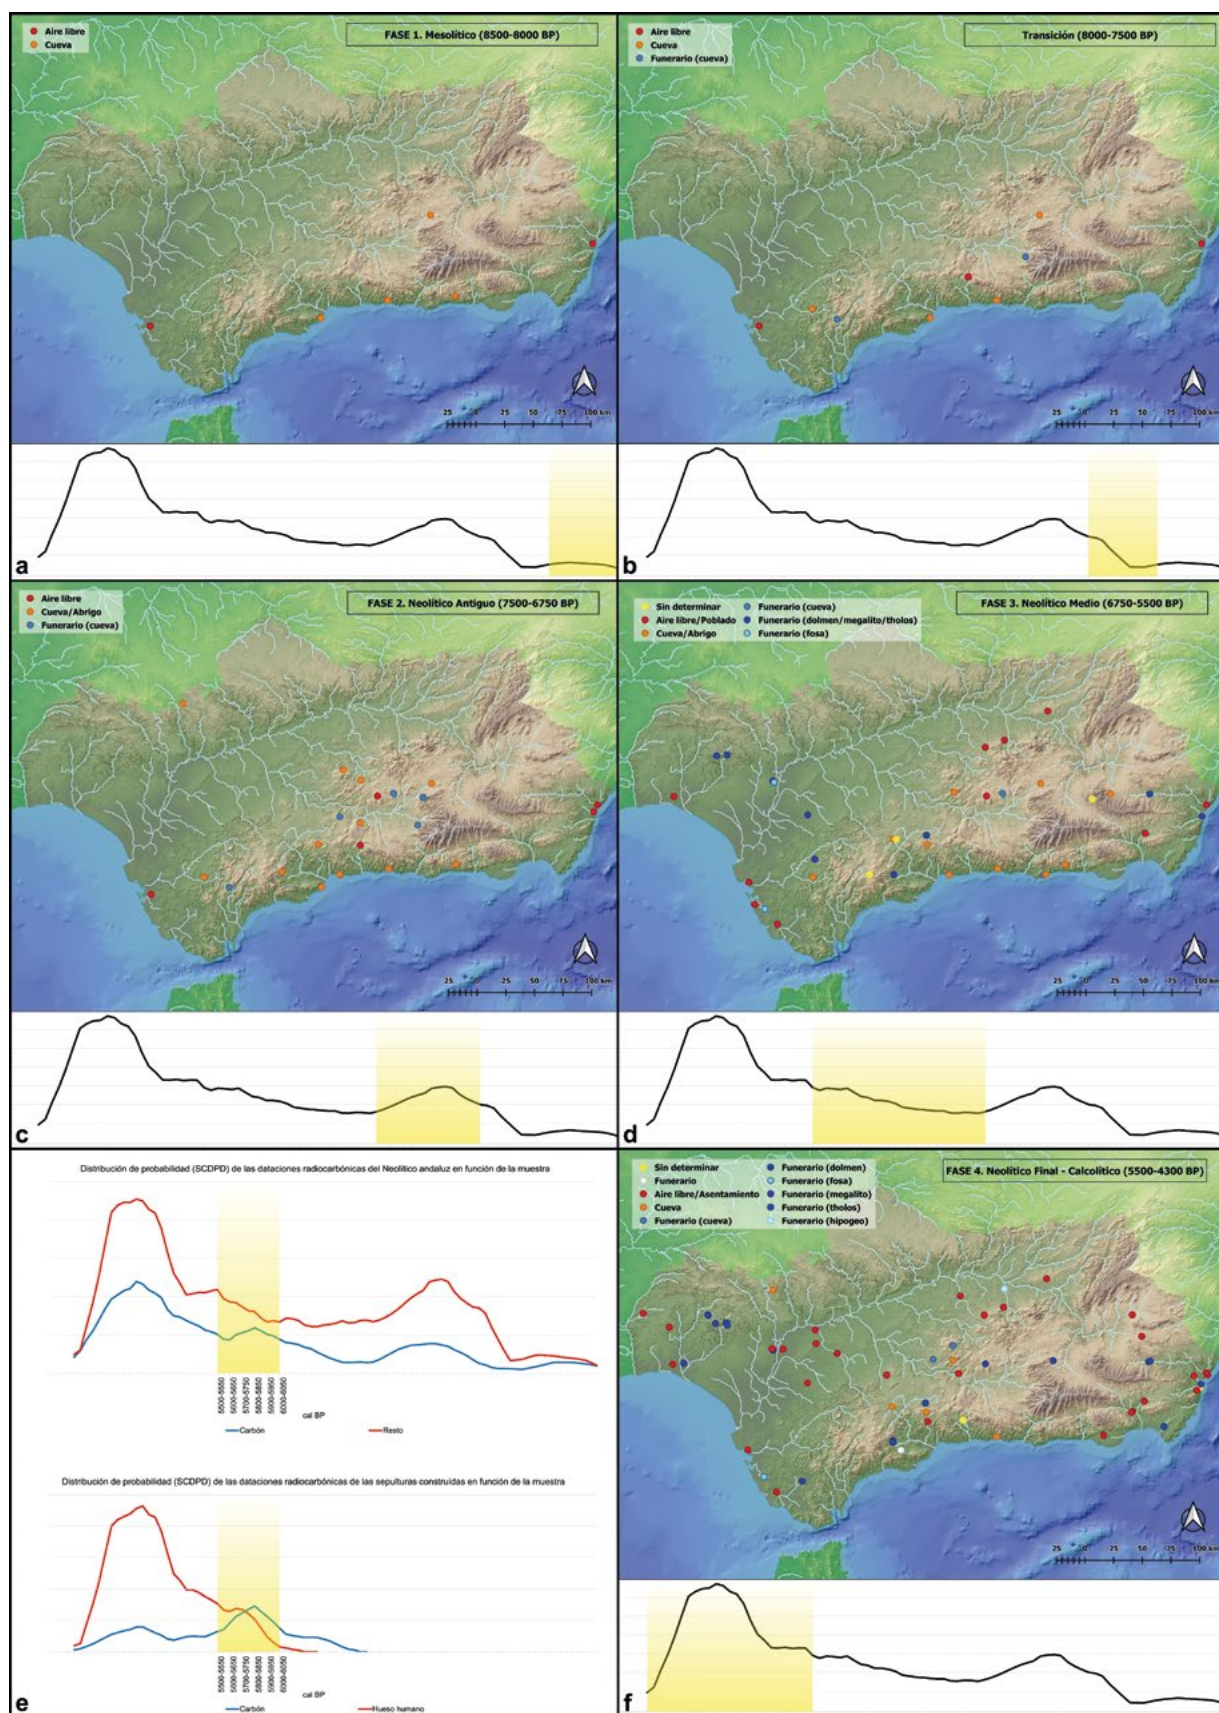 Aire libre
Cueva
FASE 1. Mesolítico (8500-8000 BP)
25 0 25 50 75 100 km
a
Aire libre
Cueva
Funerario (cueva)
Transición (8000-7500 BP)
25 0 25 50 75 100 km
b
Aire libre
Cueva/Abrigo
Funerario (cueva)
FASE 2. Neolítico Antiguo (7500-6750 BP)
25 0 25 50 75 100 km
c
Sin determinar
Aire libre/Poblado
Cueva/Abrigo
Funerario (cueva)
Funerario (dolmen/megalito/tholos)
Funerario (fosa)
FASE 3. Neolítico Medio (6750-5500 BP)
25 0 25 50 75 100 km
d
Distribución de probabilidad (SCDPD) de las dataciones radiocarbónicas del Neolítico andaluz en función de la muestra
5500-5550
5600-5650
5700-5750
5800-5850
5900-5950
6000-6050
cal BP
Carbón
Resto
Distribución de probabilidad (SCDPD) de las dataciones radiocarbónicas de las sepulturas construídas en función de la muestra
5500-5550
5600-5650
5700-5750
5800-5850
5900-5950
6000-6050
cal BP
Carbón
Hueso humano
e
Sin determinar
Funerario
Aire libre/Asentamiento
Cueva
Funerario (cueva)
Funerario (dolmen)
Funerario (fosa)
Funerario (megalito)
Funerario (tholos)
Funerario (hipogeo)
FASE 4. Neolítico Final - Calcolítico (5500-4300 BP)
25 0 25 50 75 100 km
f